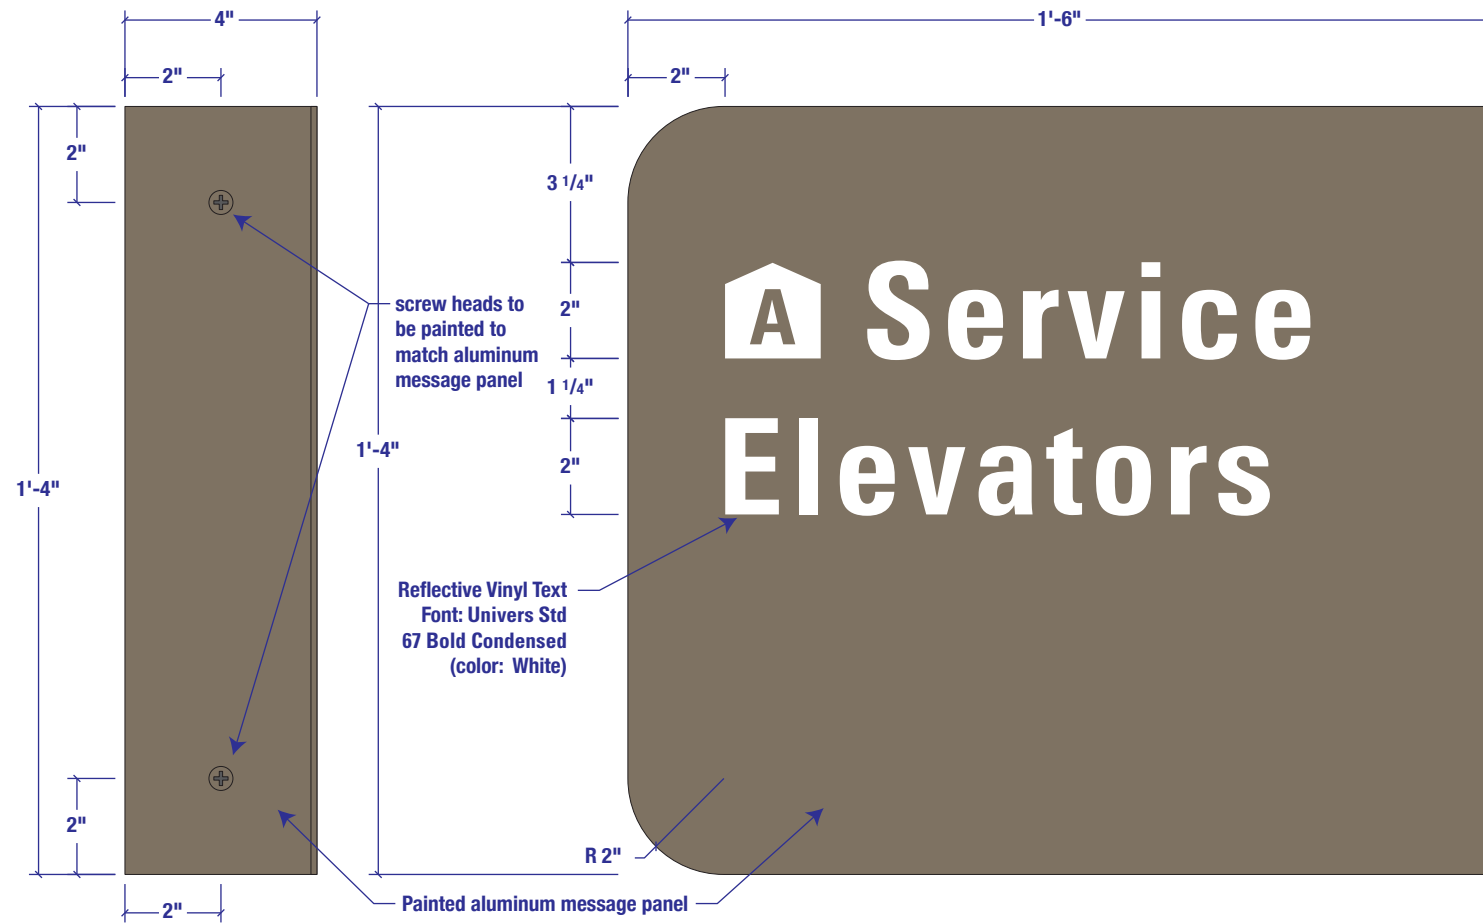 4"
1'-6"
2"
2"
2"
3 1/4"
A Service
screw heads to
be painted to
match aluminum
message panel
2"
1 1/4"
1'-4"
Elevators
2"
1'-4"
Reflective Vinyl Text
Font: Univers Std
67 Bold Condensed
(color: White)
2"
R 2"
Painted aluminum message panel
2"